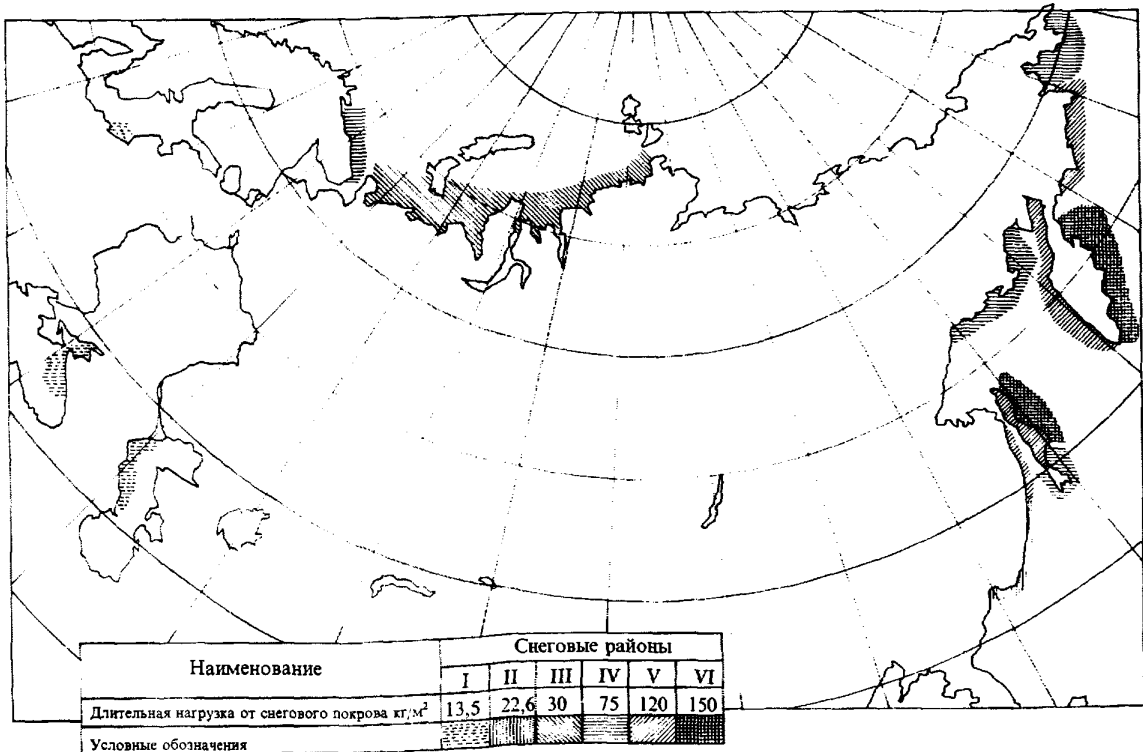 Наименование
Снеговые районы
I II III IV V VI
Длительная нагрузка от снегового покрова кг/м² 13,5 22,6 30 75 120 150
Условные обозначения